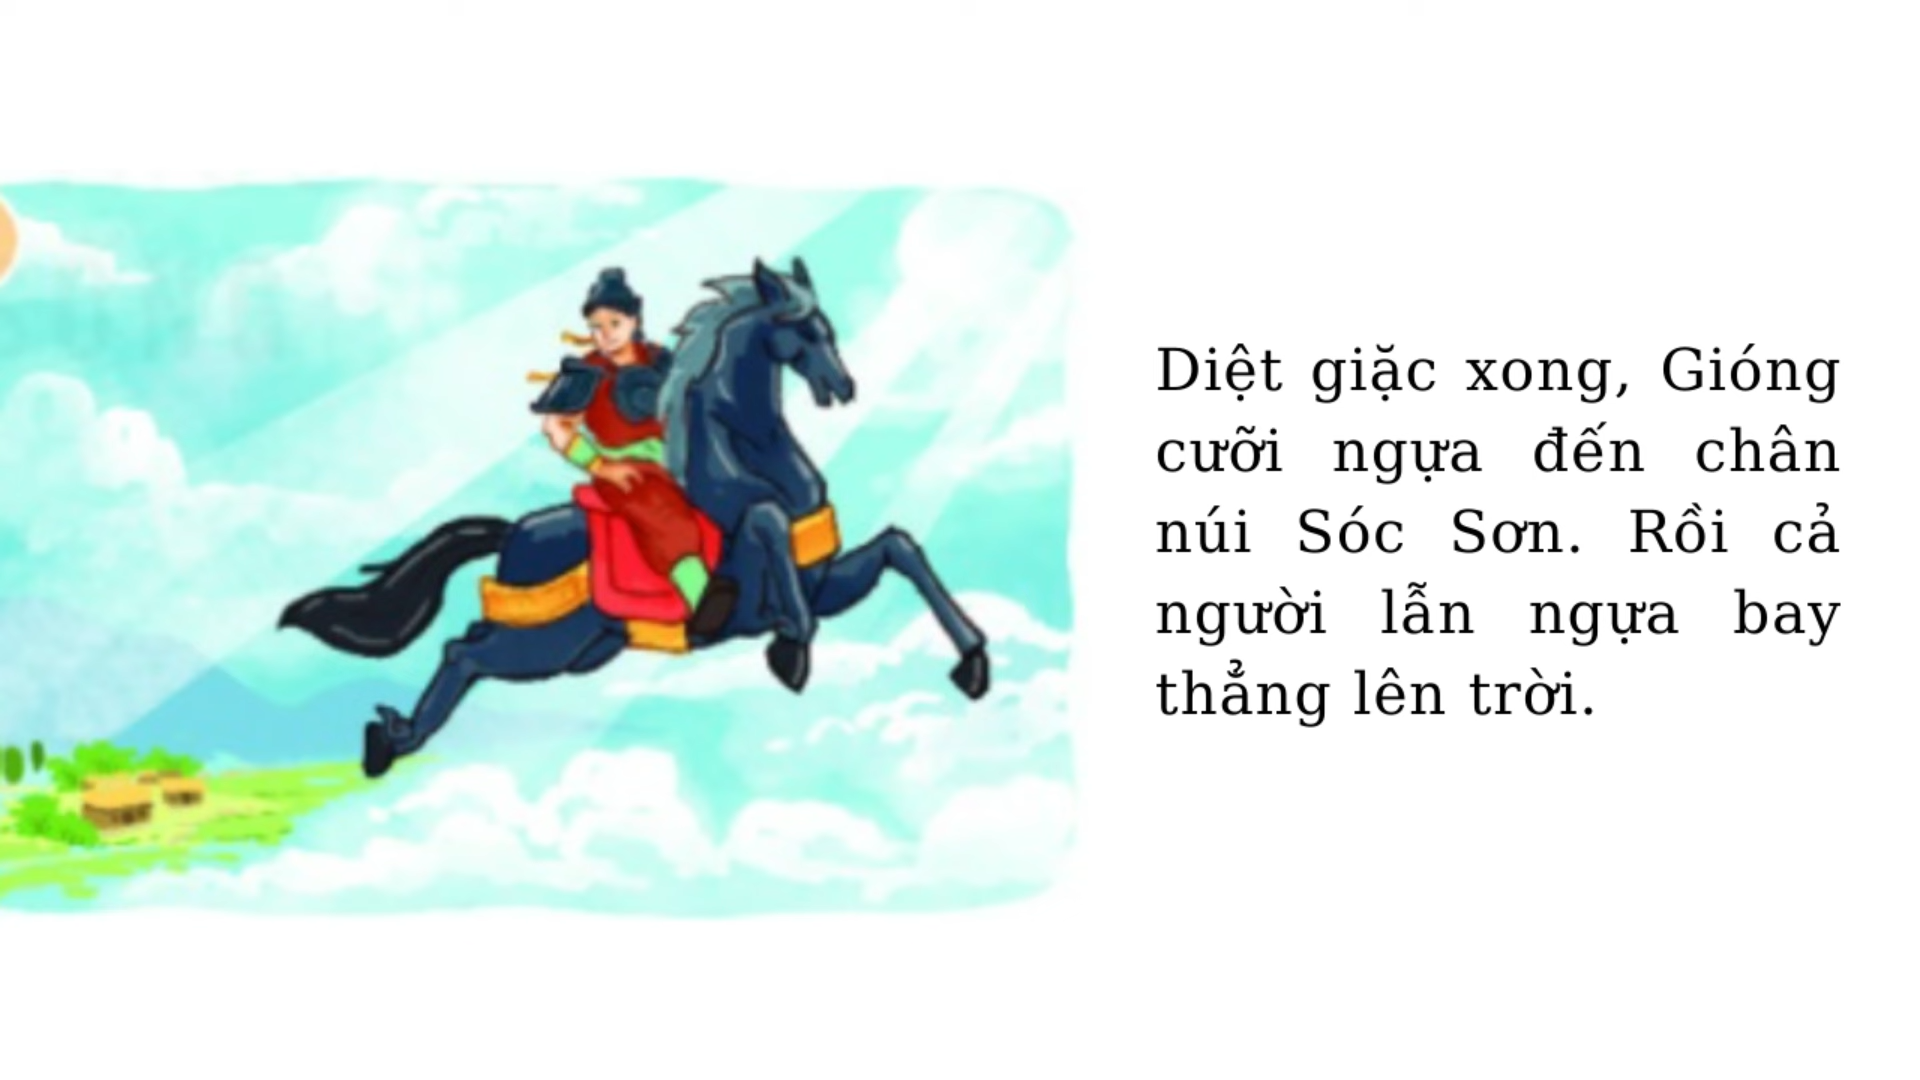 Diệt giặc xong, Gióng
cưỡi ngựa đến chân
núi Sóc Sơn. Rồi cả
người lẫn ngựa bay
thẳng lên trời.